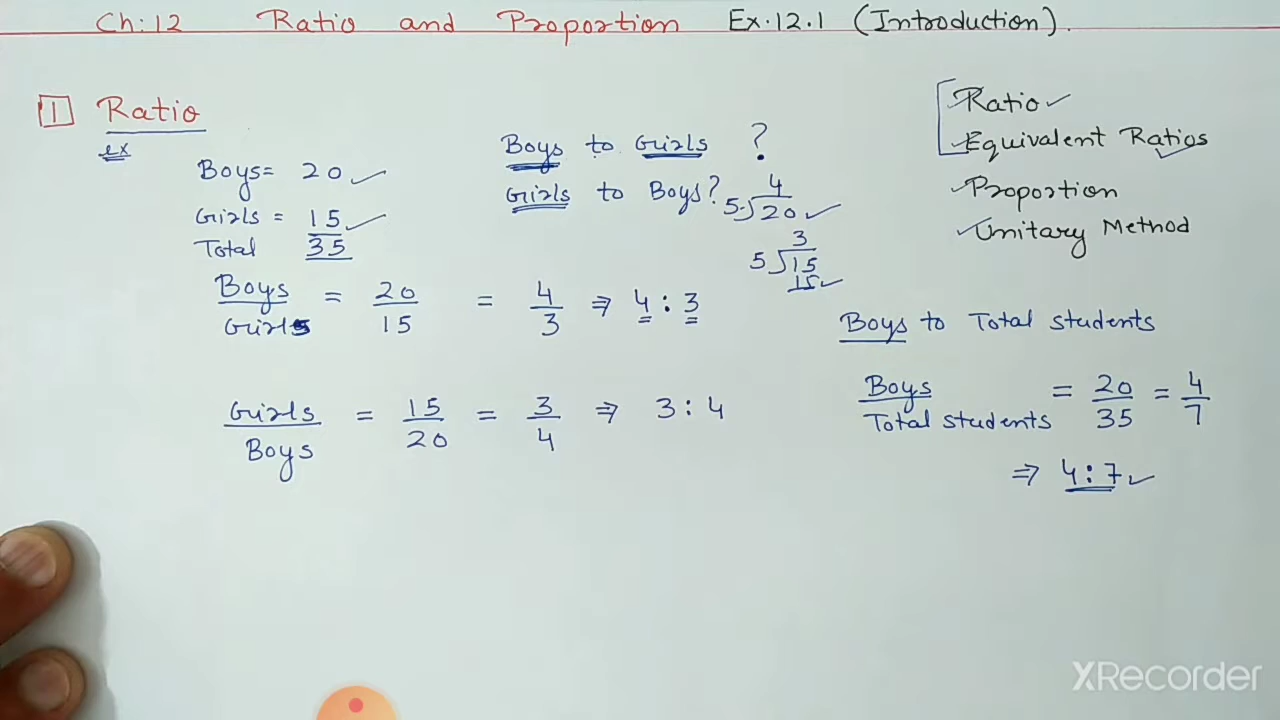 Ch:12 Ratio and Proportion Ex.12.1 (Introduction).
1 Ratio
ex
Boys = 20
Girls = 15
Total 35
Boys to Girls ?
Girls to Boys?
5) 20
4
5) 15
3
15
Ratio
Equivalent Ratios
Proportion
Unitary Method
Boys/Girls = 20/15 = 4/3 ⇒ 4 : 3
Girls/Boys = 15/20 = 3/4 ⇒ 3 : 4
Boys to Total students
Boys/Total students = 20/35 = 4/7
⇒ 4 : 7
XRecorder